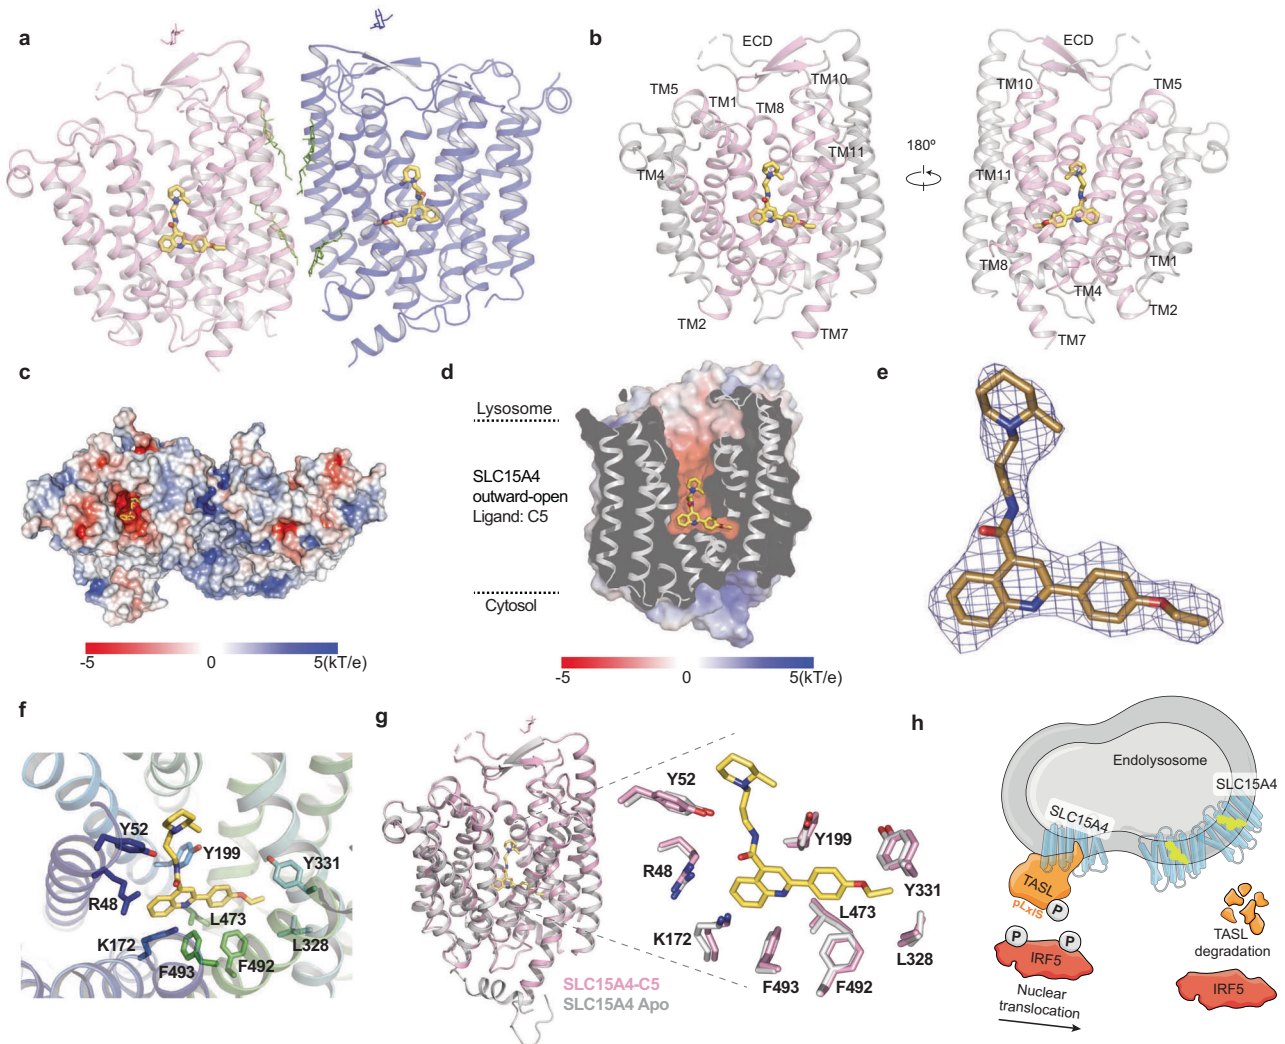 a
b
ECD
TM10
TM5
TM1
TM8
TM11
TM4
TM2
TM7
180º
ECD
TM10
TM5
TM11
TM8
TM1
TM4
TM2
TM7
c
-5
0
5(kT/e)
d
Lysosome
SLC15A4
outward-open
Ligand: C5
Cytosol
-5
0
5(kT/e)
e
f
Y52
Y199
Y331
R48
L473
K172
L328
F493
F492
g
SLC15A4-C5
SLC15A4 Apo
Y52
Y199
R48
Y331
L473
K172
L328
F493
F492
h
Endolysosome
SLC15A4
SLC15A4
TASL
pLxIS
P
P
P
IRF5
Nuclear
translocation
TASL
degradation
IRF5